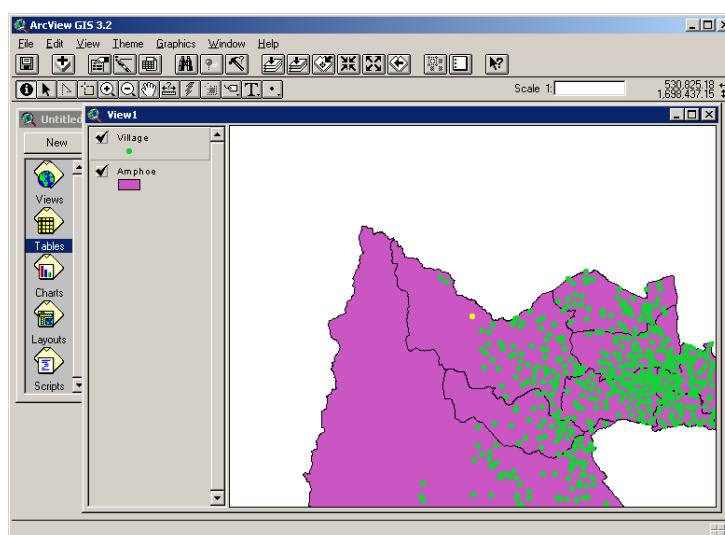 ArcView GIS 3.2
File Edit View Theme Graphics Window Help
Scale 1:
530,825.18
1,698,437.15
Untitled
New
Views
Tables
Charts
Layouts
Scripts
View1
Village
Amphoe